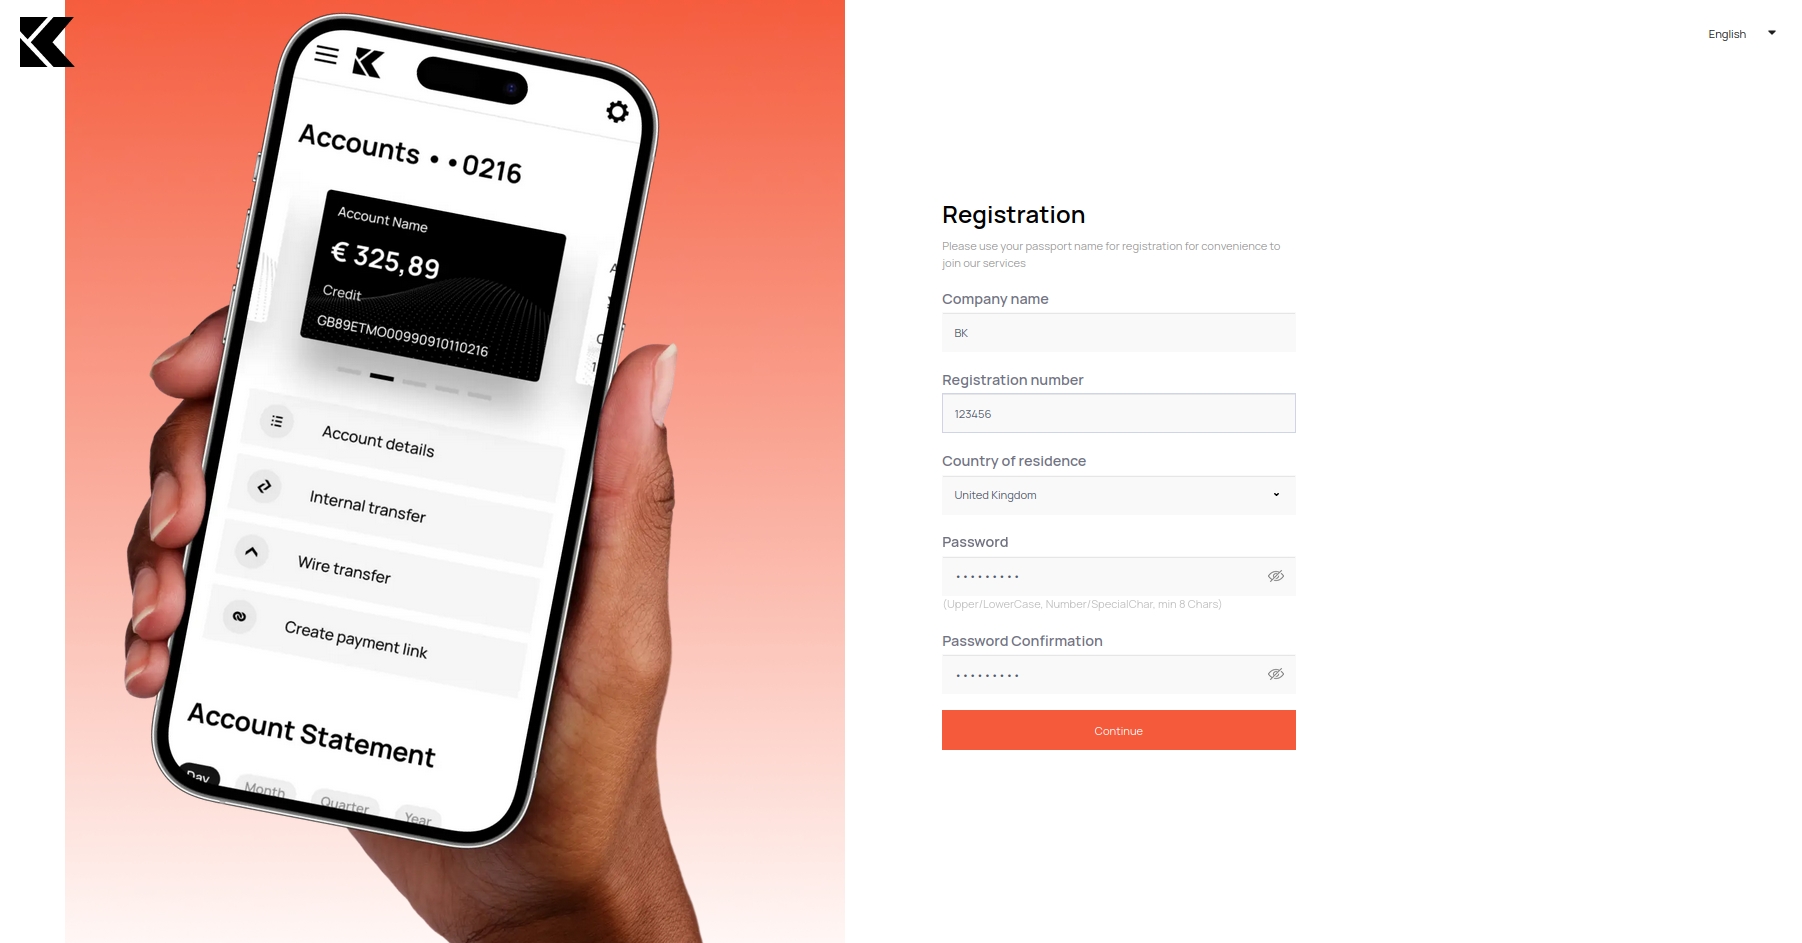 English
Accounts • • 0216
Account Name
€ 325,89
Credit
GB89ETMO00990910110216
Account details
Internal transfer
Wire transfer
Create payment link
Account Statement
Day
Month
Quarter
Year
Registration
Please use your passport name for registration for convenience to
join our services
Company name
BK
Registration number
123456
Country of residence
United Kingdom
Password
•••••••••
(Upper/LowerCase, Number/SpecialChar, min 8 Chars)
Password Confirmation
•••••••••
Continue